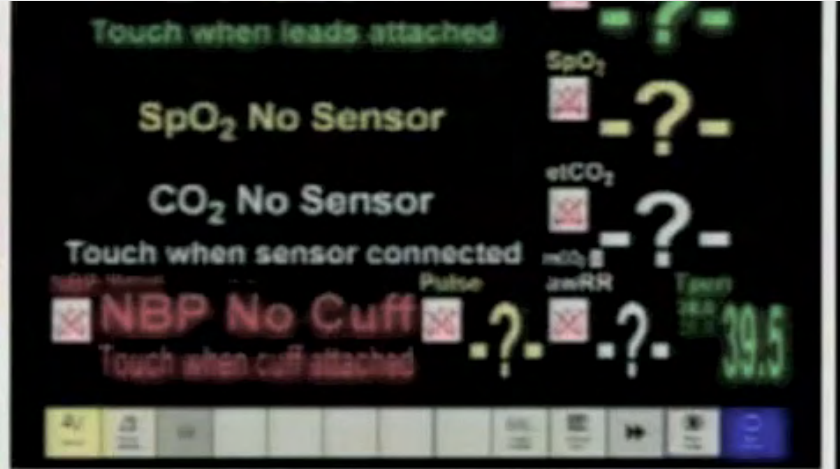 Touch when leads attached
SpO₂
SpO₂ No Sensor
-?-
etCO₂
CO₂ No Sensor
-?-
Touch when sensor connected
Pulse
awRR
NBP No Cuff
-?-
-?-
39.5
Touch when cuff attached